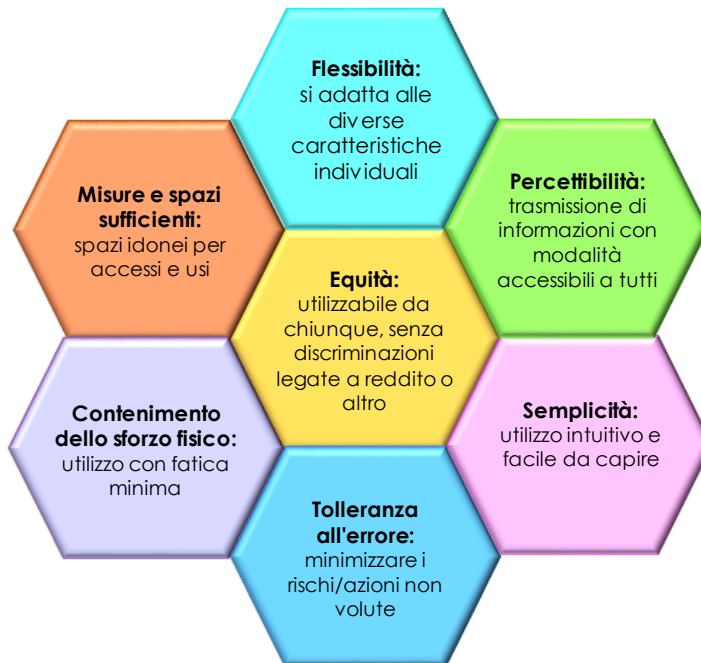 Flessibilità:
si adatta alle
diverse
caratteristiche
individuali
Misure e spazi
sufficienti:
spazi idonei per
accessi e usi
Percettibilità:
trasmissione di
informazioni con
modalità
accessibili a tutti
Equità:
utilizzabile da
chiunque, senza
discriminazioni
legate a reddito o
altro
Contenimento
dello sforzo fisico:
utilizzo con fatica
minima
Semplicità:
utilizzo intuitivo e
facile da capire
Tolleranza
all'errore:
minimizzare i
rischi/azioni non
volute